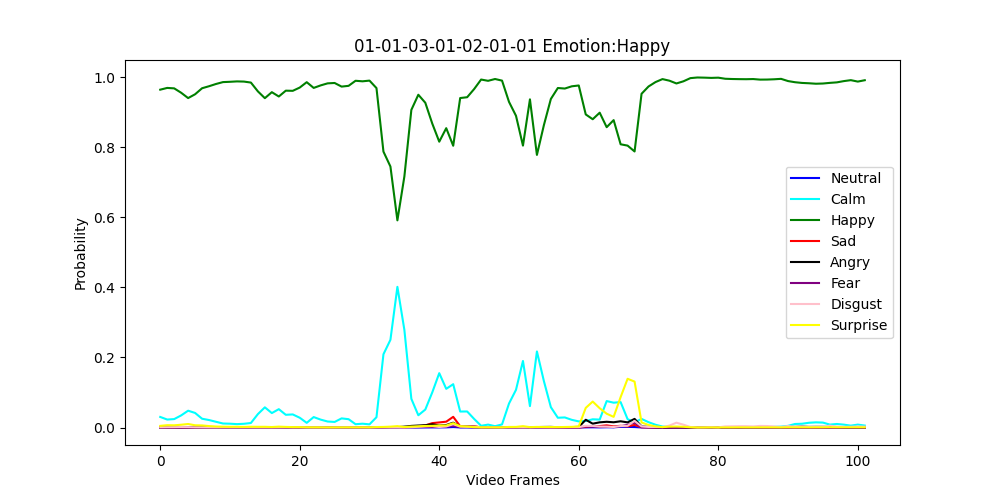 01-01-03-01-02-01-01 Emotion:Happy
1.0
0.8
0.6
0.4
0.2
0.0
Probability
0
20
40
60
80
100
Video Frames
Neutral
Calm
Happy
Sad
Angry
Fear
Disgust
Surprise